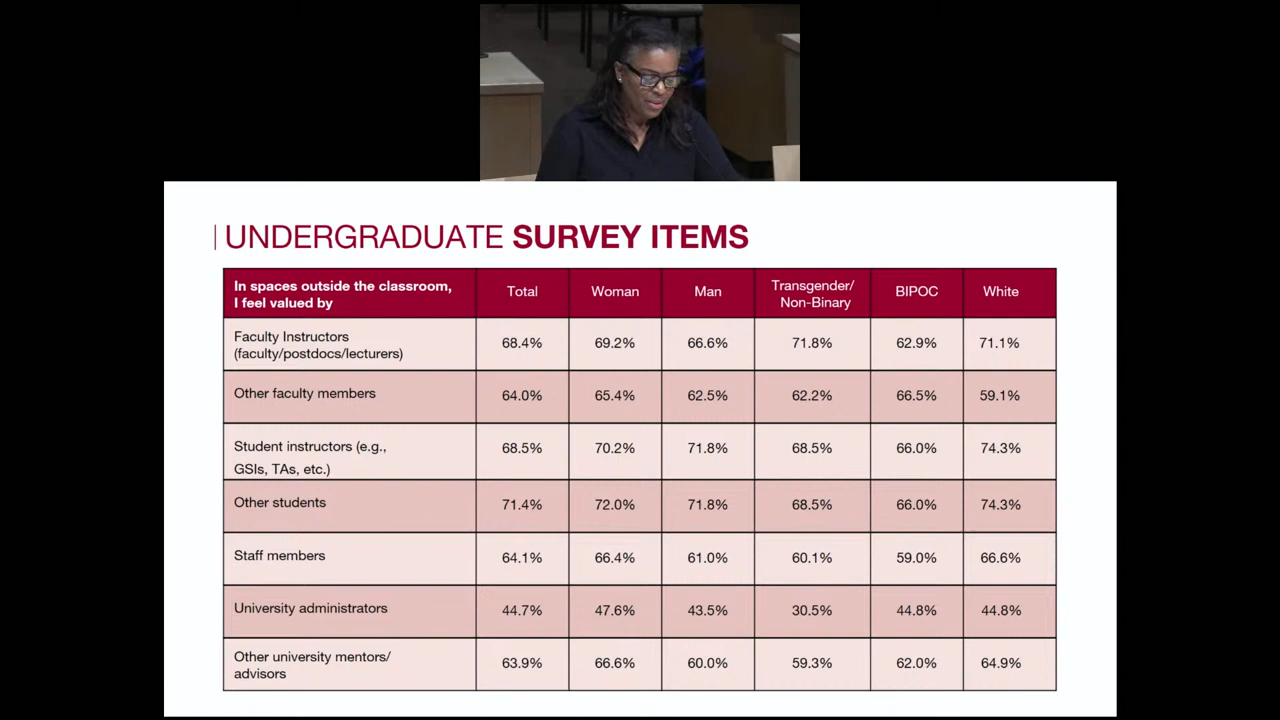 UNDERGRADUATE SURVEY ITEMS
In spaces outside the classroom,
I feel valued by
Total
Woman
Man
Transgender/
Non-Binary
BIPOC
White
Faculty Instructors
(faculty/postdocs/lecturers)
68.4%
69.2%
66.6%
71.8%
62.9%
71.1%
Other faculty members
64.0%
65.4%
62.5%
62.2%
66.5%
59.1%
Student instructors (e.g.,
GSIs, TAs, etc.)
68.5%
70.2%
71.8%
68.5%
66.0%
74.3%
Other students
71.4%
72.0%
71.8%
68.5%
66.0%
74.3%
Staff members
64.1%
66.4%
61.0%
60.1%
59.0%
66.6%
University administrators
44.7%
47.6%
43.5%
30.5%
44.8%
44.8%
Other university mentors/
advisors
63.9%
66.6%
60.0%
59.3%
62.0%
64.9%